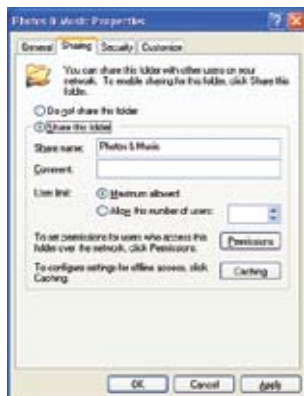 Photos & Music Properties
General Sharing Security Customize
You can share this folder with other users on your
network. To enable sharing for this folder, click Share this
folder.
Do not share this folder
Share this folder
Share name: Photos & Music
Comment:
User limit: Maximum allowed
Allow this number of users:
To set permissions for users who access this
folder over the network, click Permissions.
Permissions
To configure settings for offline access, click
Caching.
Caching
OK Cancel Apply